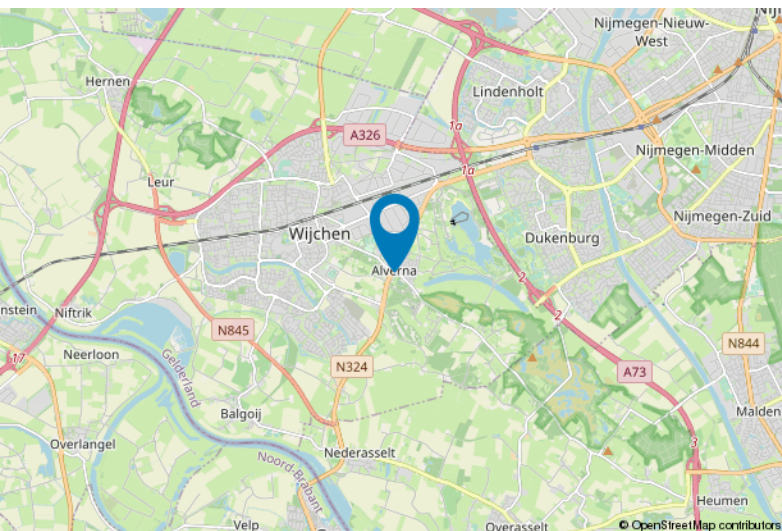 Nijmegen-Nieuw-
West
Hernen
Lindenholt
1a
A326
Nijmegen-Midden
1a
Leur
Nijmegen-Zuid
Wijchen
Dukenburg
Alverna
2
Niftrik
2
N845
N844
Neerloon
17
Gelderland
N324
A73
Balgoij
Malden
Overlangel
3
Nederasselt
Noord-Brabant
Heumen
Velp
Overasselt
© OpenStreetMap contributors